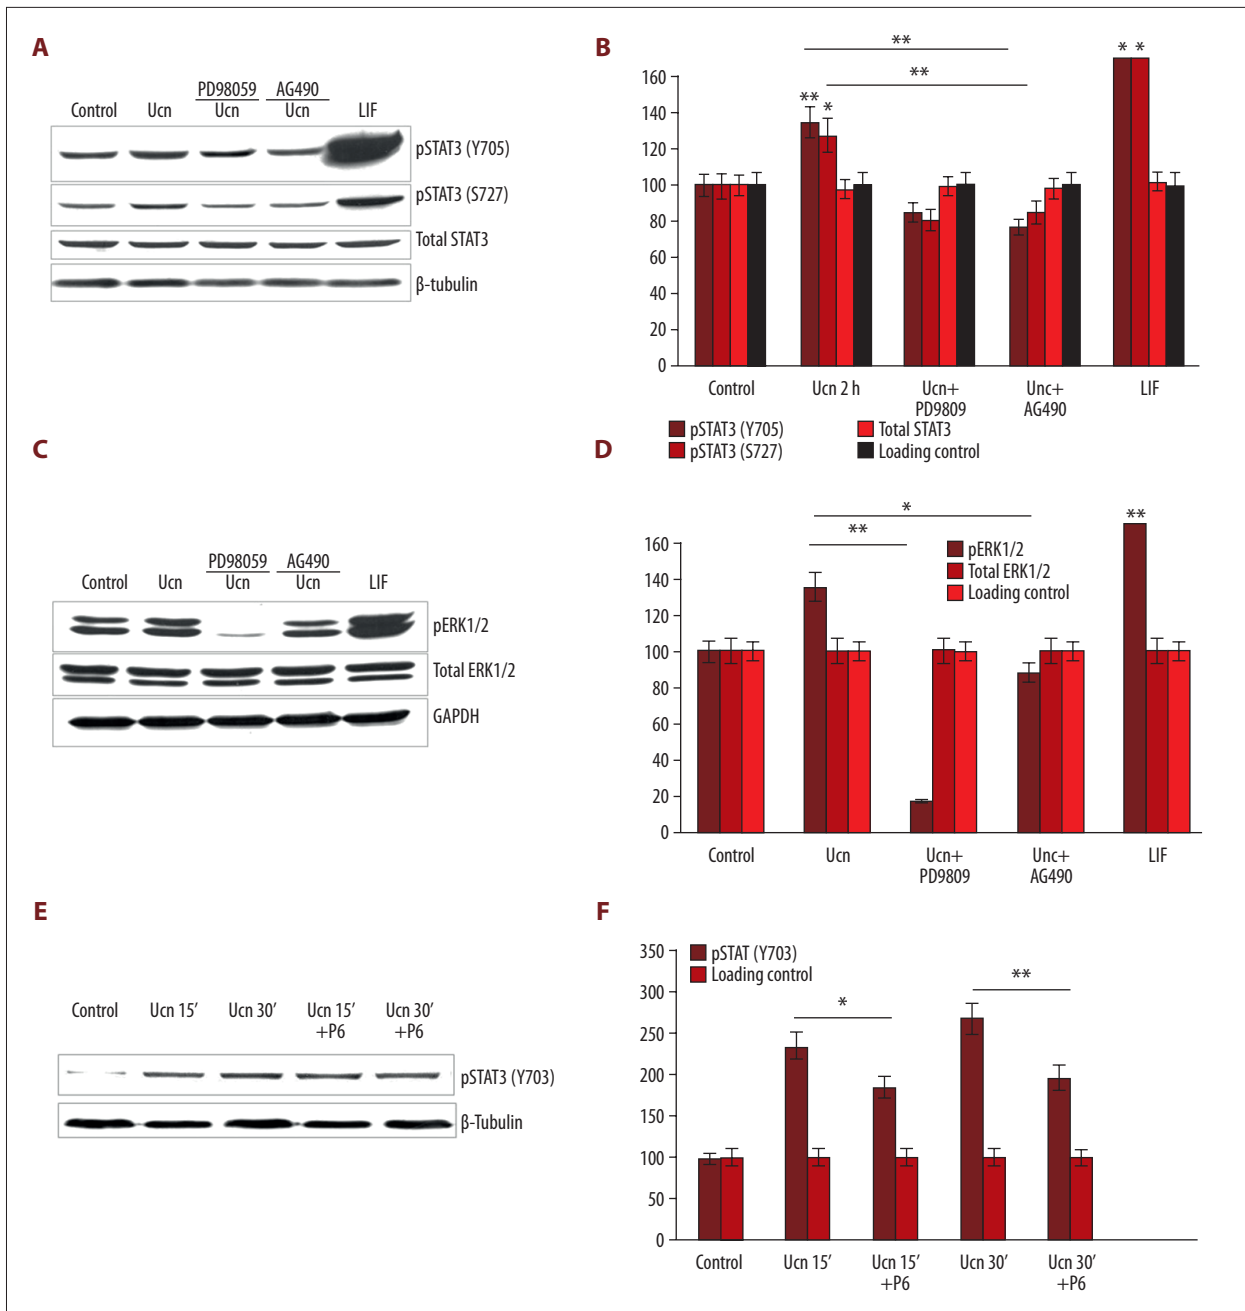 A
PD98059 AG490
Control Ucn Ucn Ucn LIF
pSTAT3 (Y705)
pSTAT3 (S727)
Total STAT3
β-tubulin
B
** * *
160
**
140
** *
120
100
80
60
40
20
0
Control Ucn 2 h Ucn+ Unc+ LIF
PD9809 AG490
pSTAT3 (Y705) Total STAT3
pSTAT3 (S727) Loading control
C
PD98059 AG490
Control Ucn Ucn Ucn LIF
pERK1/2
Total ERK1/2
GAPDH
D
* **
**
160 pERK1/2
140 Total ERK1/2
120 Loading control
100
80
60
40
20
0
Control Ucn Ucn+ Unc+ LIF
PD9809 AG490
E
Control Ucn 15′ Ucn 30′ Ucn 15′ Ucn 30′
+P6 +P6
pSTAT3 (Y703)
β-Tubulin
F
350 pSTAT (Y703)
Loading control
300
* **
250
200
150
100
50
0
Control Ucn 15′ Ucn 15′ Ucn 30′ Ucn 30′
+P6 +P6